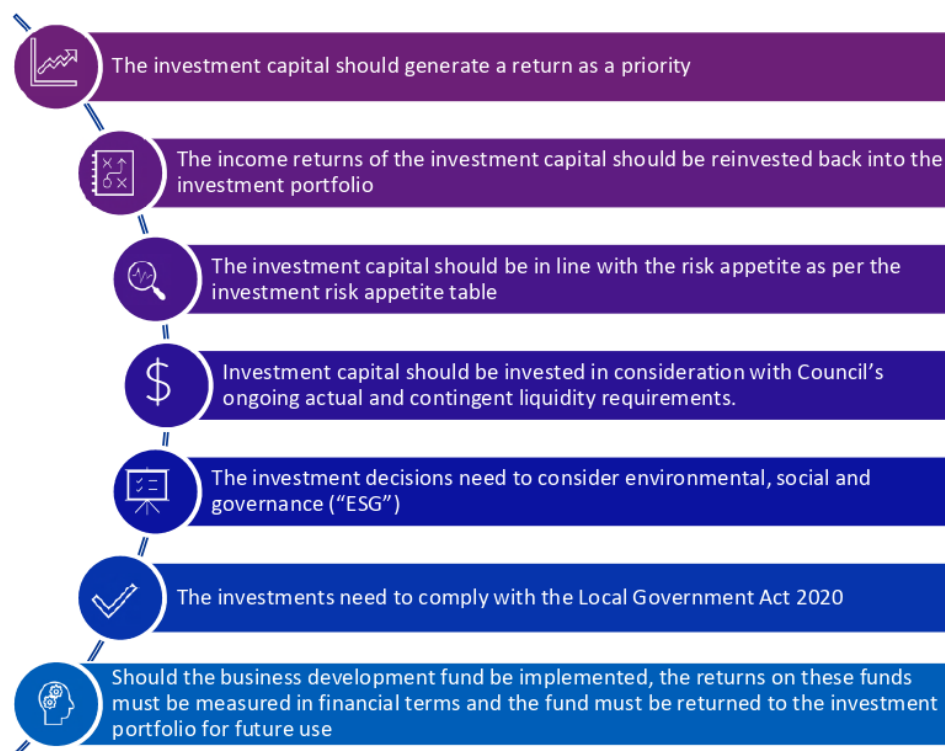 The investment capital should generate a return as a priority
The income returns of the investment capital should be reinvested back into the
investment portfolio
The investment capital should be in line with the risk appetite as per the
investment risk appetite table
Investment capital should be invested in consideration with Council’s
ongoing actual and contingent liquidity requirements.
The investment decisions need to consider environmental, social and
governance (“ESG”)
The investments need to comply with the Local Government Act 2020
Should the business development fund be implemented, the returns on these funds
must be measured in financial terms and the fund must be returned to the investment
portfolio for future use